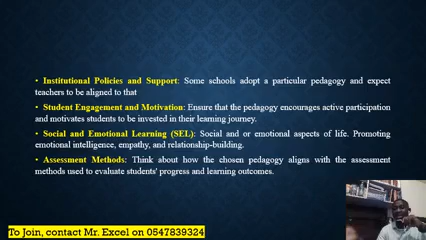 • Institutional Policies and Support: Some schools adopt a particular pedagogy and expect
teachers to be aligned to that
• Student Engagement and Motivation: Ensure that the pedagogy encourages active participation
and motivates students to be invested in their learning journey.
• Social and Emotional Learning (SEL): Social and or emotional aspects of life. Promoting
emotional intelligence, empathy, and relationship-building.
• Assessment Methods: Think about how the chosen pedagogy aligns with the assessment
methods used to evaluate students' progress and learning outcomes.
To Join, contact Mr. Excel on 0547839324